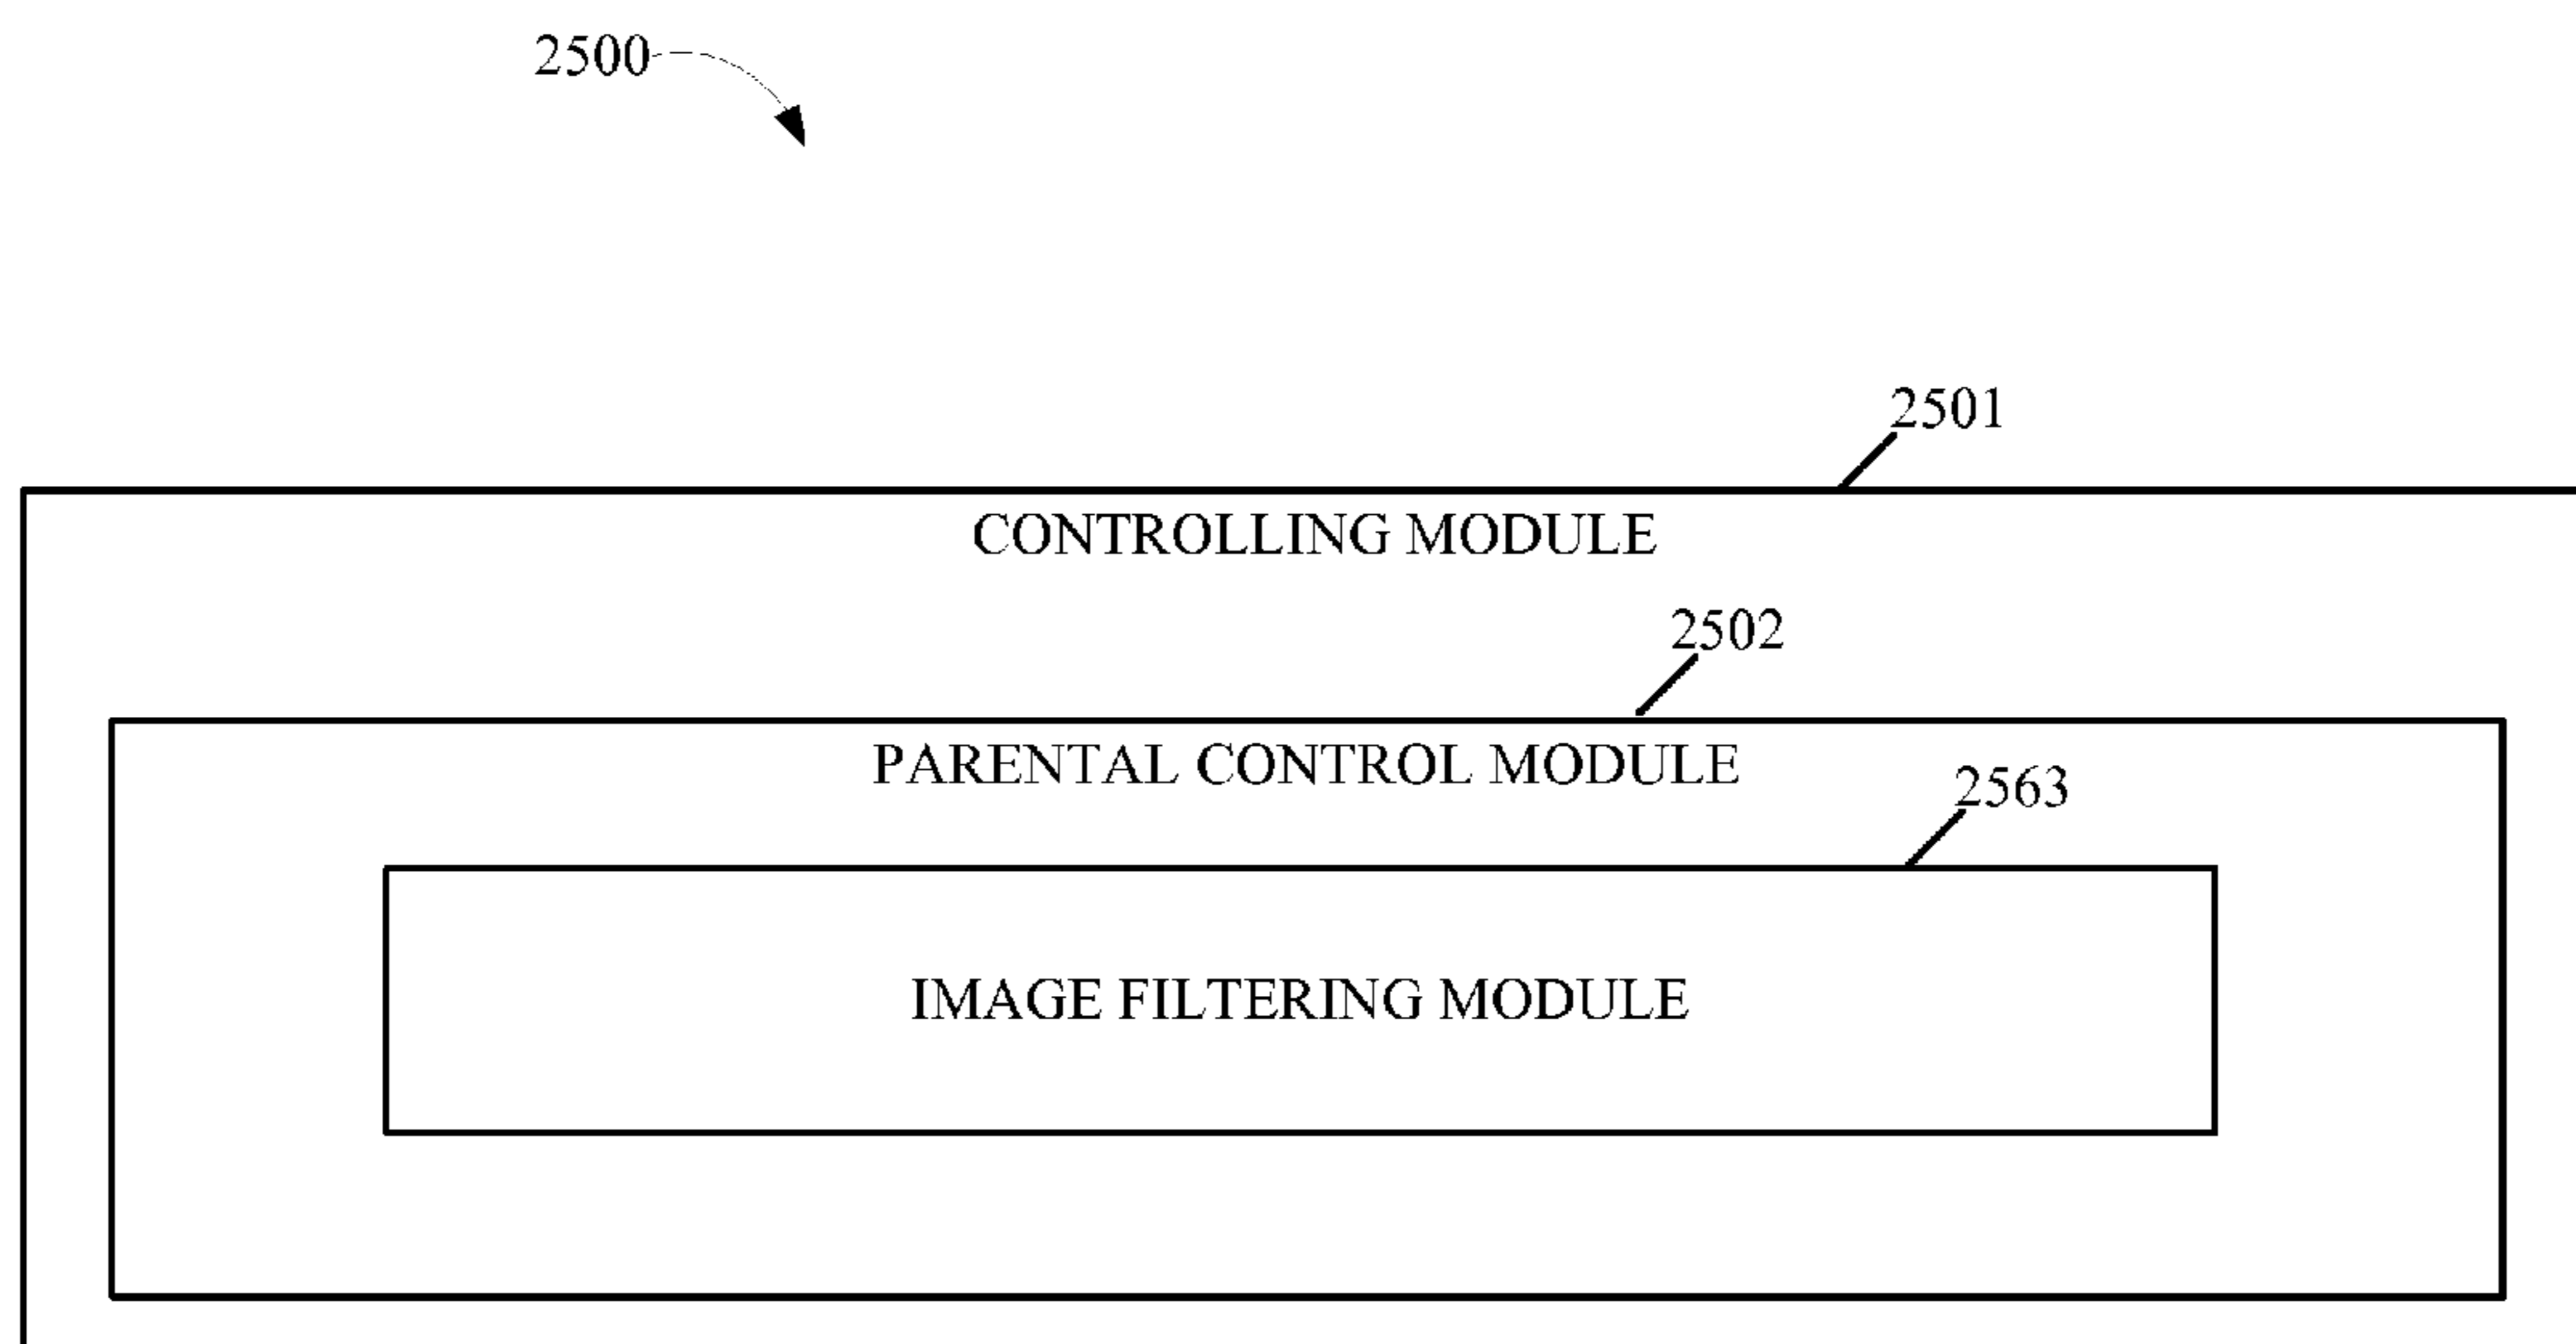 2500
2501
CONTROLLING MODULE
2502
PARENTAL CONTROL MODULE
2563
IMAGE FILTERING MODULE